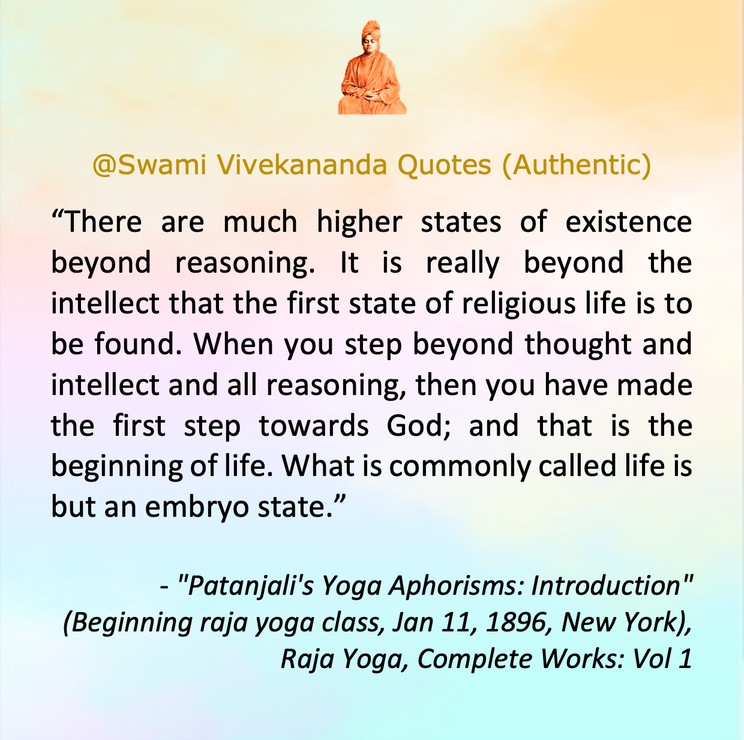 @Swami Vivekananda Quotes (Authentic)
“There are much higher states of existence
beyond reasoning. It is really beyond the
intellect that the first state of religious life is to
be found. When you step beyond thought and
intellect and all reasoning, then you have made
the first step towards God; and that is the
beginning of life. What is commonly called life is
but an embryo state.”
- "Patanjali's Yoga Aphorisms: Introduction"
(Beginning raja yoga class, Jan 11, 1896, New York),
Raja Yoga, Complete Works: Vol 1